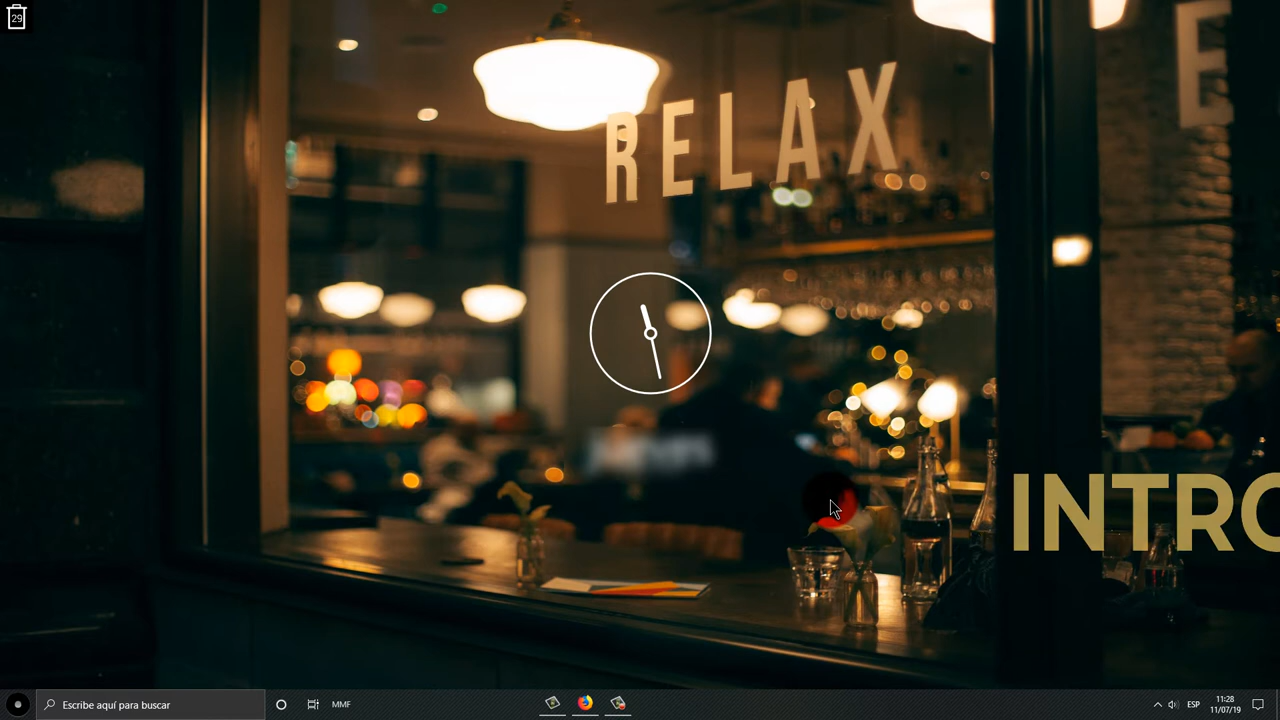 29
RELAX
E
INTRO
Escribe aquí para buscar
MMF
ESP
11:28
11/07/19